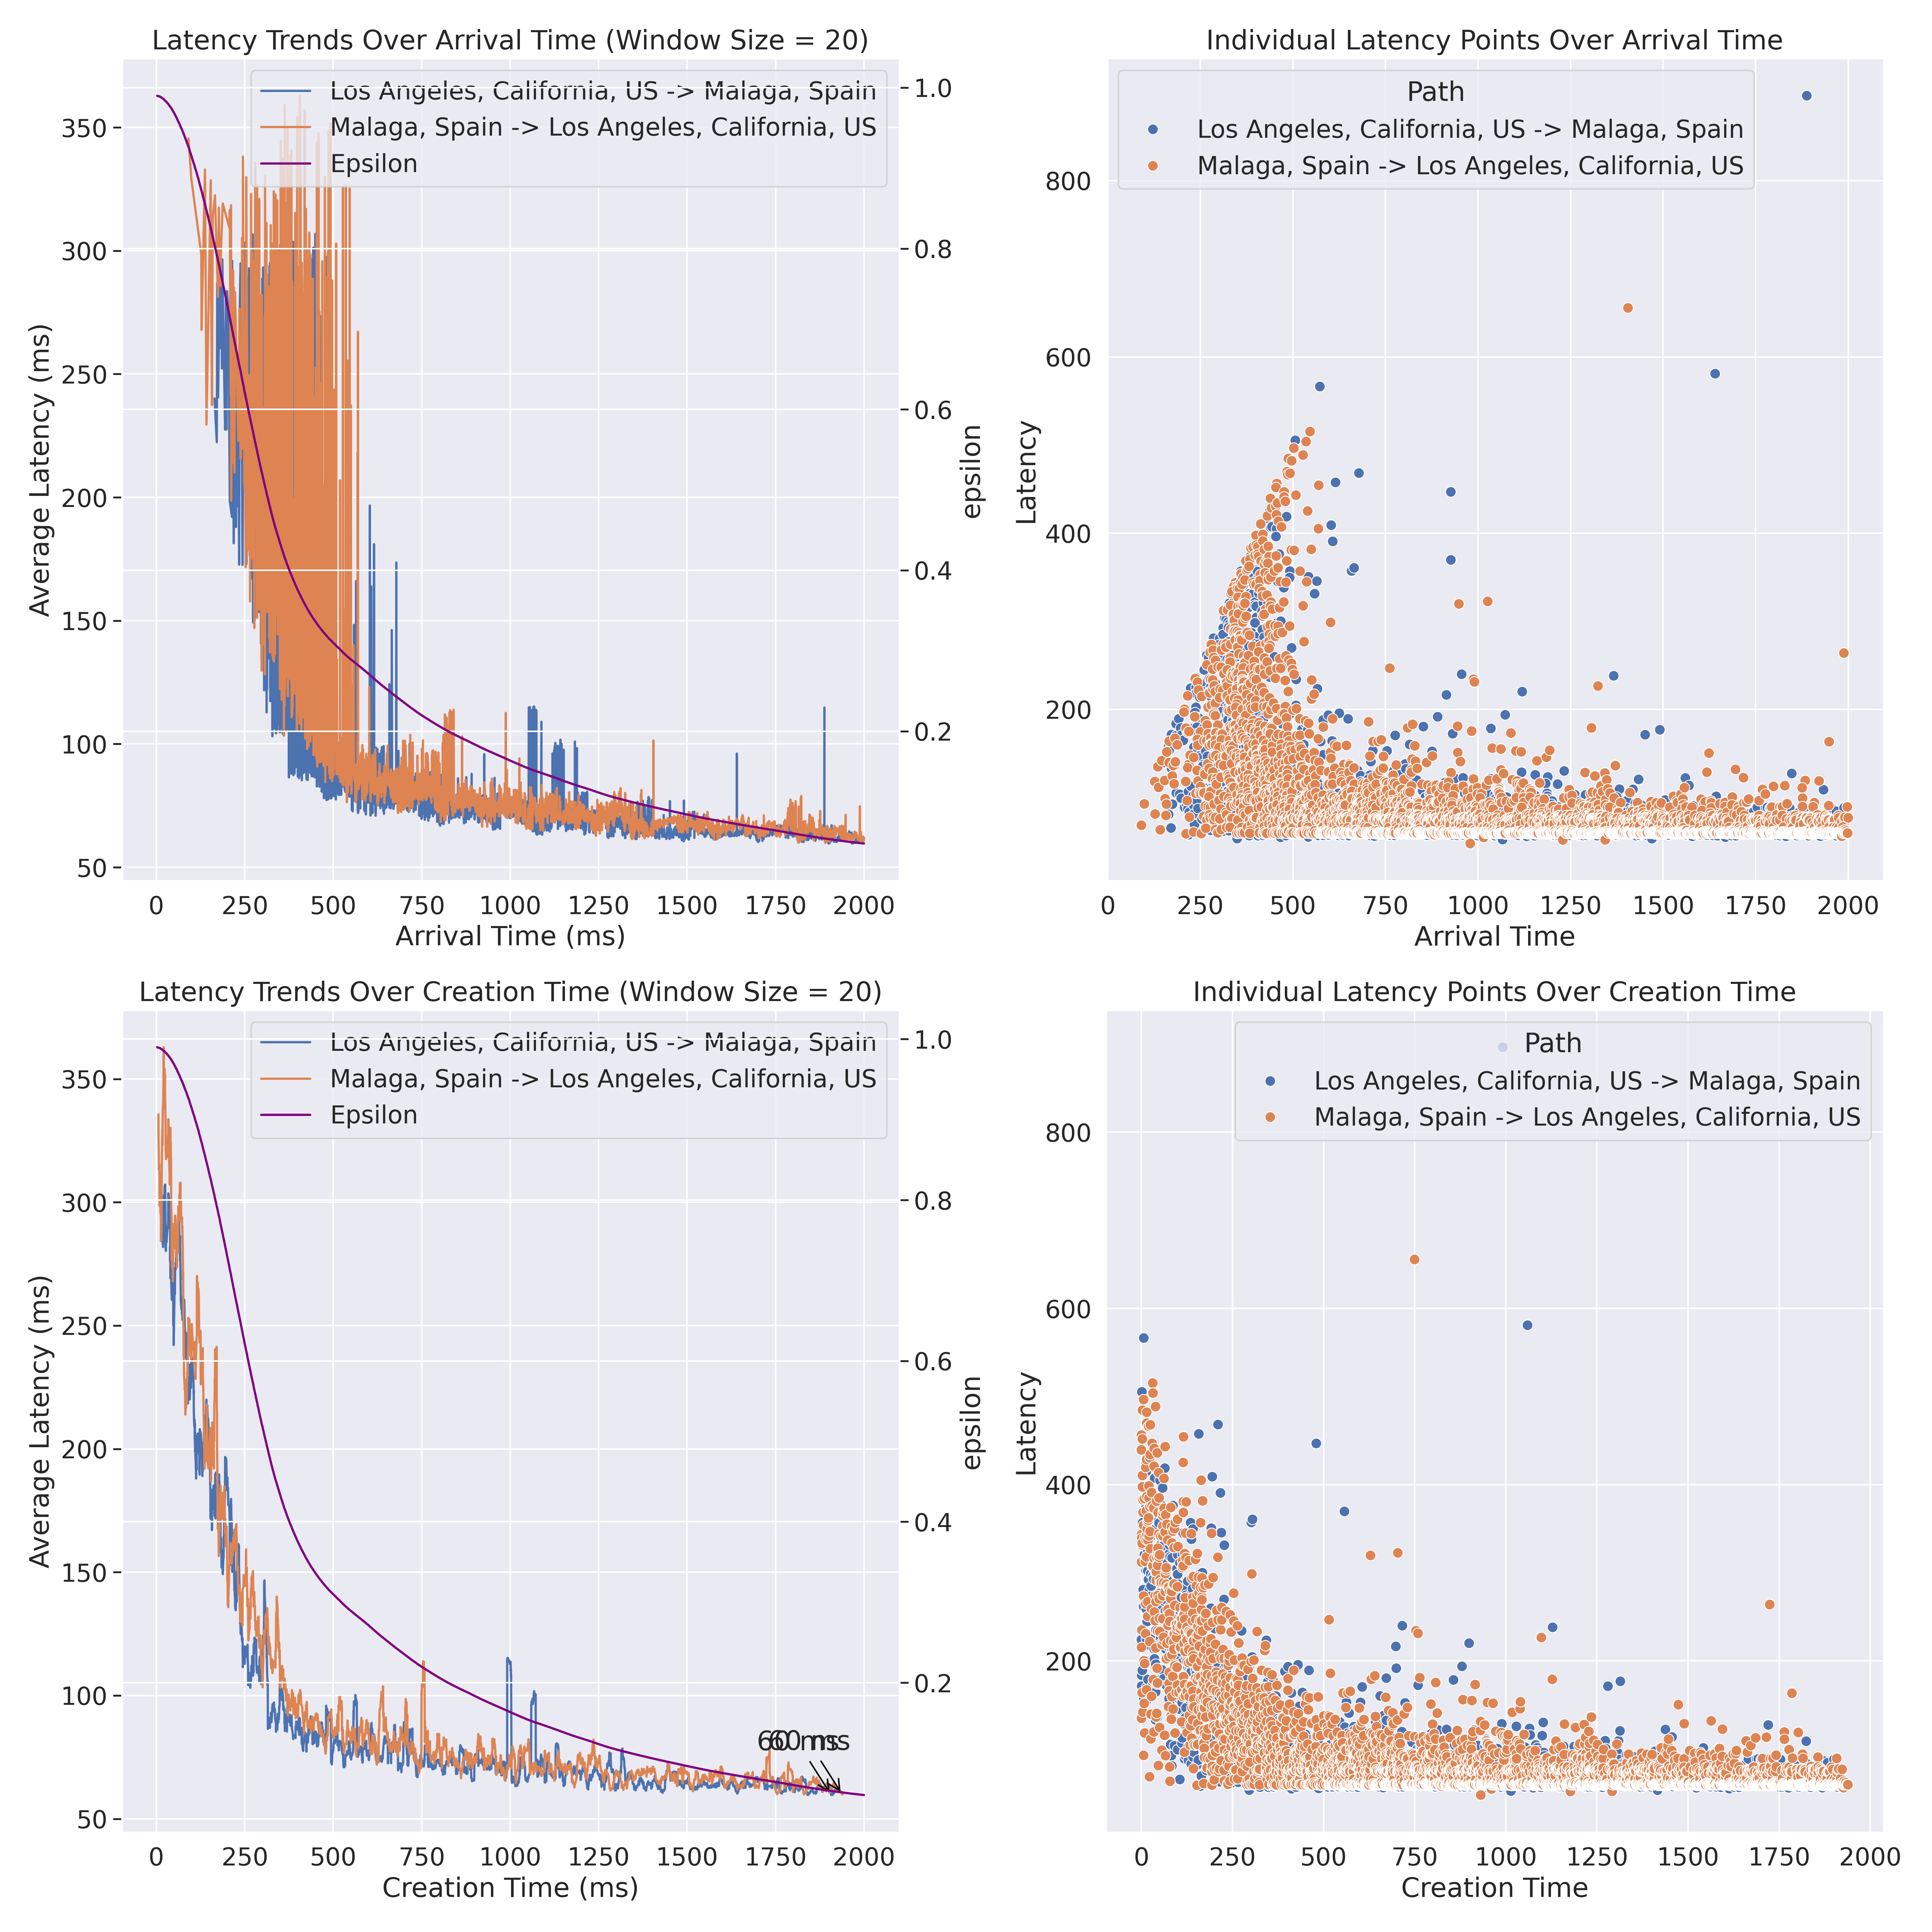 Latency Trends Over Arrival Time (Window Size = 20)
Los Angeles, California, US -> Malaga, Spain
Malaga, Spain -> Los Angeles, California, US
Epsilon
350
300
250
200
150
100
50
Average Latency (ms)
1.0
0.8
0.6
0.4
0.2
epsilon
0 250 500 750 1000 1250 1500 1750 2000
Arrival Time (ms)
Individual Latency Points Over Arrival Time
Path
Los Angeles, California, US -> Malaga, Spain
Malaga, Spain -> Los Angeles, California, US
800
600
400
200
Latency
0 250 500 750 1000 1250 1500 1750 2000
Arrival Time
Latency Trends Over Creation Time (Window Size = 20)
Los Angeles, California, US -> Malaga, Spain
Malaga, Spain -> Los Angeles, California, US
Epsilon
350
300
250
200
150
100
50
Average Latency (ms)
1.0
0.8
0.6
0.4
0.2
epsilon
60 ms
60 ms
0 250 500 750 1000 1250 1500 1750 2000
Creation Time (ms)
Individual Latency Points Over Creation Time
Path
Los Angeles, California, US -> Malaga, Spain
Malaga, Spain -> Los Angeles, California, US
800
600
400
200
Latency
0 250 500 750 1000 1250 1500 1750 2000
Creation Time